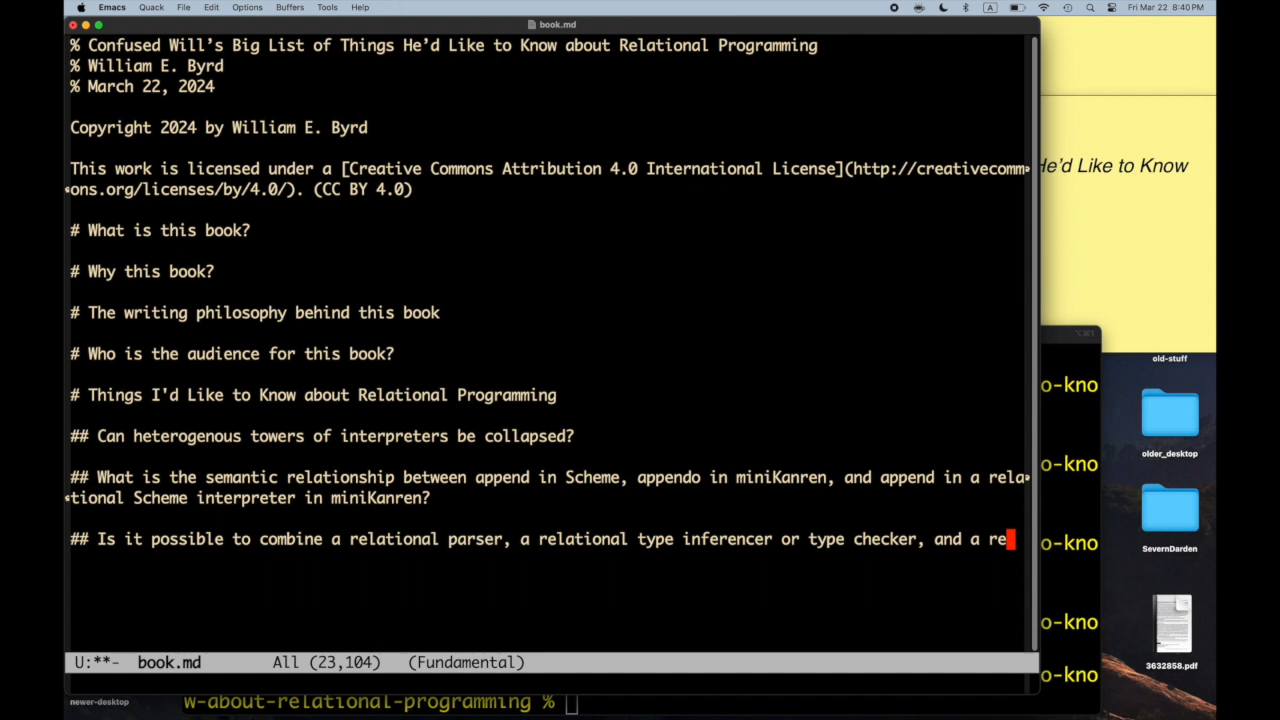 Emacs Quack File Edit Options Buffers Tools Help
A
Fri Mar 22 8:40 PM
book.md
% Confused Will's Big List of Things He'd Like to Know about Relational Programming
% William E. Byrd
% March 22, 2024
Copyright 2024 by William E. Byrd
This work is licensed under a [Creative Commons Attribution 4.0 International License](http://creativecomm
ons.org/licenses/by/4.0/). (CC BY 4.0)
# What is this book?
# Why this book?
# The writing philosophy behind this book
# Who is the audience for this book?
# Things I'd Like to Know about Relational Programming
## Can heterogenous towers of interpreters be collapsed?
## What is the semantic relationship between append in Scheme, appendo in miniKanren, and append in a rela
tional Scheme interpreter in miniKanren?
## Is it possible to combine a relational parser, a relational type inferencer or type checker, and a re
U:**- book.md All (23,104) (Fundamental)
He'd Like to Know
o-kno
o-kno
o-kno
o-kno
o-kno
old-stuff
older_desktop
SevernDarden
3632858.pdf
newer-desktop
w-about-relational-programming %